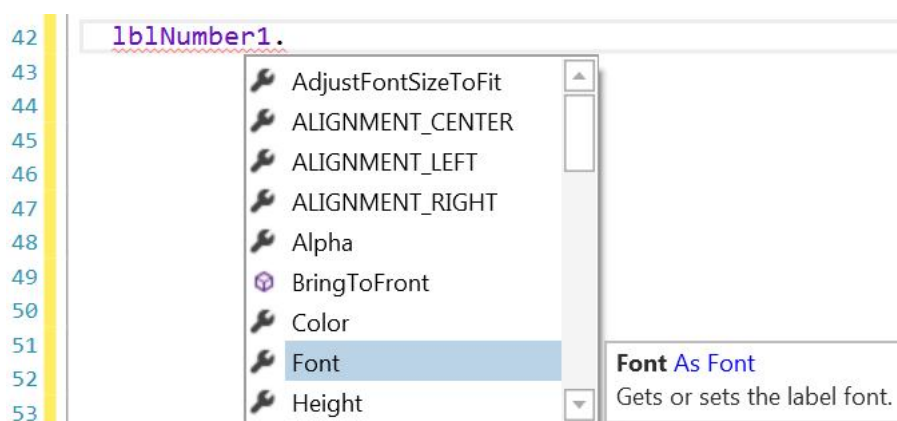 42 lblNumber1.
43 AdjustFontSizeToFit
44 ALIGNMENT_CENTER
45
46 ALIGNMENT_LEFT
47 ALIGNMENT_RIGHT
48 Alpha
49 BringToFront
50 Color
51 Font Font As Font
52
53 Height Gets or sets the label font.